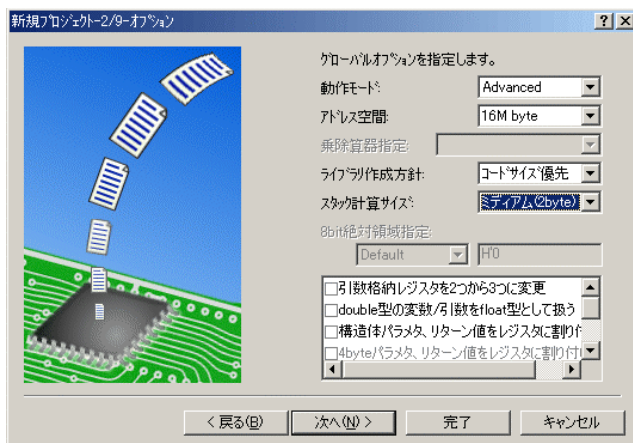 新規プロジェクト-2/9-オプション
グローバルオプションを指定します。
動作モード:
Advanced
アドレス空間:
16M byte
乗除算器指定:
ライブラリ作成方針:
コードサイズ優先
スタック計算サイズ:
ミディアム(2byte)
8bit絶対領域指定:
Default
H'0
引数格納レジスタを2つから3つに変更
double型の変数/引数をfloat型として扱う
構造体パラメタ、リターン値をレジスタに割り付
4byteパラメタ、リターン値をレジスタに割り付
< 戻る(B)
次へ(N) >
完了
キャンセル